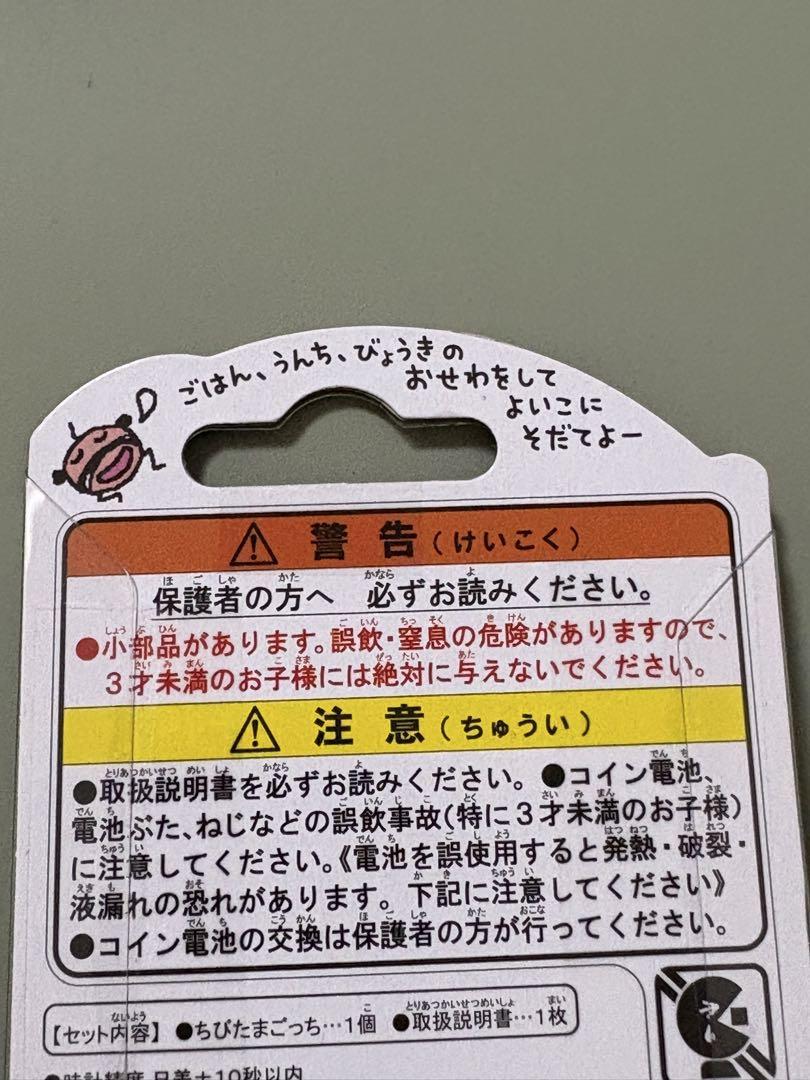 ごはん、うんち、びょうきの
おせわをして
よいこに
そだてよー
⚠ 警告(けいこく)
保護者の方へ 必ずお読みください。
●小部品があります。誤飲・窒息の危険がありますので、
3才未満のお子様には絶対に与えないでください。
⚠ 注意(ちゅうい)
●取扱説明書を必ずお読みください。●コイン電池、
電池ぶた、ねじなどの誤飲事故(特に3才未満のお子様)
に注意してください。《電池を誤使用すると発熱・破裂・
液漏れの恐れがあります。下記に注意してください》
●コイン電池の交換は保護者の方が行ってください。
【セット内容】●ちびたまごっち…1個 ●取扱説明書…1枚
●時計精度 日差±10秒以内